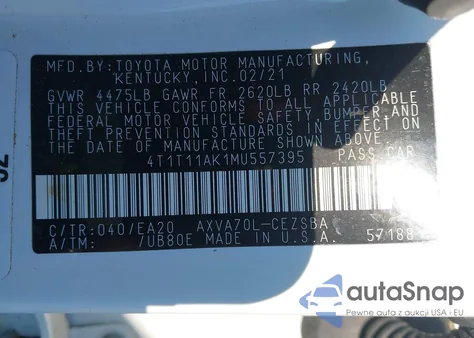 MFD.BY:TOYOTA MOTOR MANUFACTURING,
KENTUCKY,INC.02/21
GVWR 4475LB GAWR FR 2620LB RR 2420LB
THIS VEHICLE CONFORMS TO ALL APPLICABLE
FEDERAL MOTOR VEHICLE SAFETY,BUMPER,AND
THEFT PREVENTION STANDARDS IN EFFECT ON
THE DATE OF MANUFACTURE SHOWN ABOVE.
4T1T11AK1MU557395 PASS.CAR
C/TR:040/EA20 AXVA70L-CEZSBA
A/TM: /UB80E MADE IN U.S.A. 57188
autoSnap
Pewne auta z aukcji USA i EU